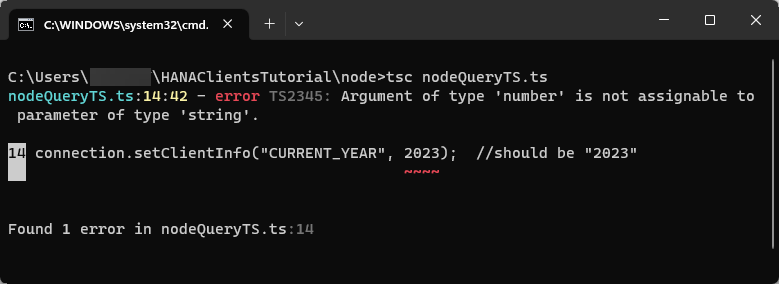 C:\WINDOWS\system32\cmd.
C:\Users\ \HANAClientsTutorial\node>tsc nodeQueryTS.ts
nodeQueryTS.ts:14:42 - error TS2345: Argument of type 'number' is not assignable to
parameter of type 'string'.
14 connection.setClientInfo("CURRENT_YEAR", 2023);  //should be "2023"
~~~~
Found 1 error in nodeQueryTS.ts:14